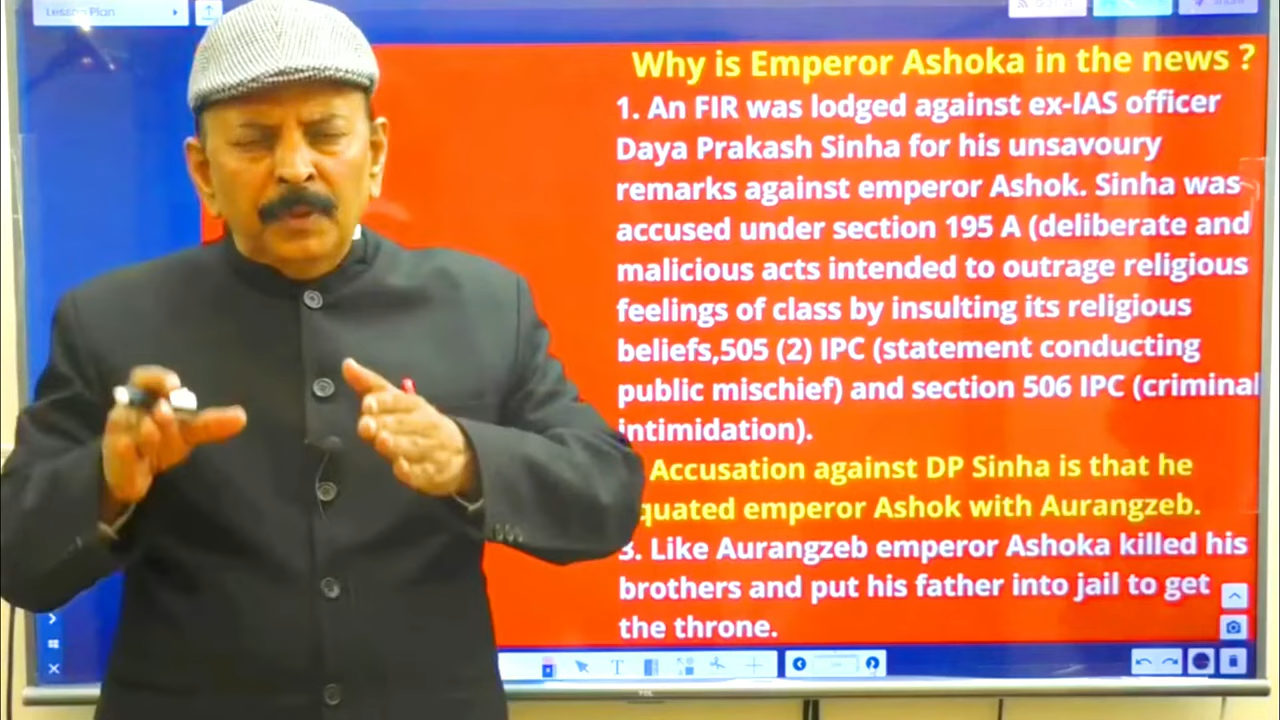 Lesson Plan
Why is Emperor Ashoka in the news ?
1. An FIR was lodged against ex-IAS officer
Daya Prakash Sinha for his unsavoury
remarks against emperor Ashok. Sinha was
accused under section 195 A (deliberate and
malicious acts intended to outrage religious
feelings of class by insulting its religious
beliefs,505 (2) IPC (statement conducting
public mischief) and section 506 IPC (criminal
intimidation).
Accusation against DP Sinha is that he
quated emperor Ashok with Aurangzeb.
3. Like Aurangzeb emperor Ashoka killed his
brothers and put his father into jail to get
the throne.
TCL